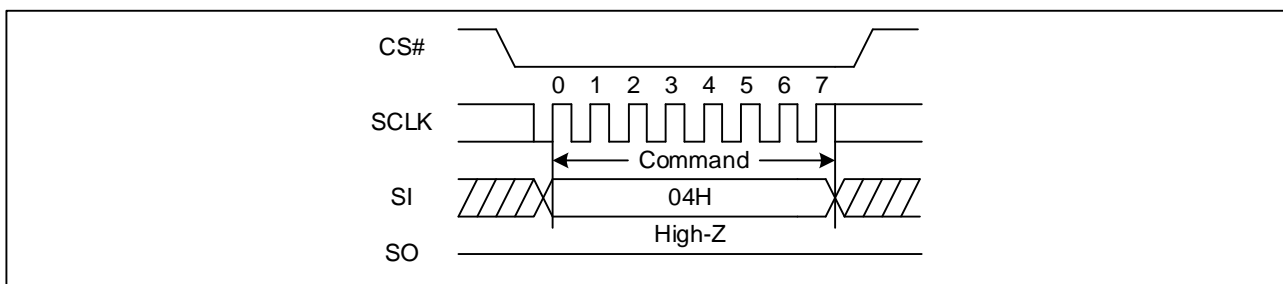 CS#
0 1 2 3 4 5 6 7
SCLK
Command
SI
04H
High-Z
SO